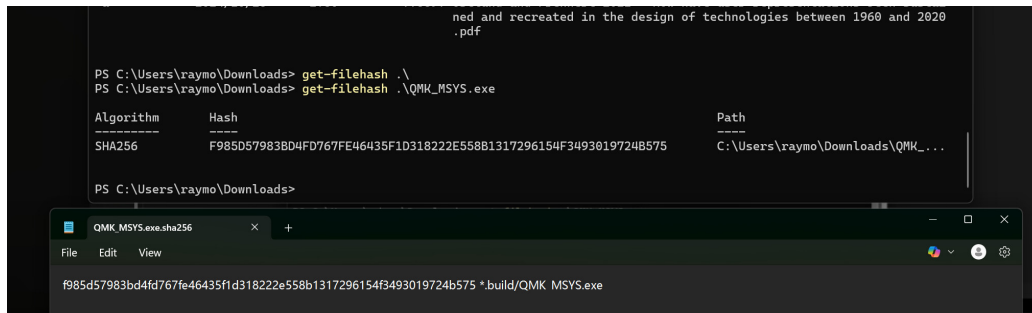 ned and recreated in the design of technologies between 1960 and 2020
.pdf
PS C:\Users\raymo\Downloads> get-filehash .\
PS C:\Users\raymo\Downloads> get-filehash .\QMK_MSYS.exe
Algorithm Hash Path
--------- ---- ----
SHA256 F985D57983BD4FD767FE46435F1D318222E558B1317296154F3493019724B575 C:\Users\raymo\Downloads\QMK_...
PS C:\Users\raymo\Downloads>
QMK_MSYS.exe.sha256
File Edit View
f985d57983bd4fd767fe46435f1d318222e558b1317296154f3493019724b575 *.build/QMK MSYS.exe